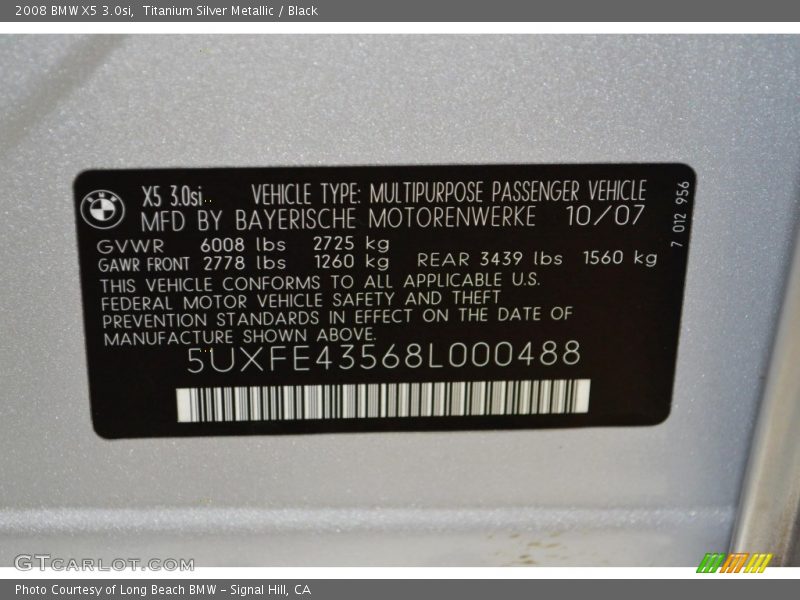 2008 BMW X5 3.0si, Titanium Silver Metallic / Black
X5 3.0si VEHICLE TYPE: MULTIPURPOSE PASSENGER VEHICLE
MFD BY BAYERISCHE MOTORENWERKE 10/07
GVWR 6008 lbs 2725 kg
GAWR FRONT 2778 lbs 1260 kg REAR 3439 lbs 1560 kg
THIS VEHICLE CONFORMS TO ALL APPLICABLE U.S.
FEDERAL MOTOR VEHICLE SAFETY AND THEFT
PREVENTION STANDARDS IN EFFECT ON THE DATE OF
MANUFACTURE SHOWN ABOVE.
5UXFE43568L000488
7 012 956
GTCARLOT.COM
Photo Courtesy of Long Beach BMW - Signal Hill, CA